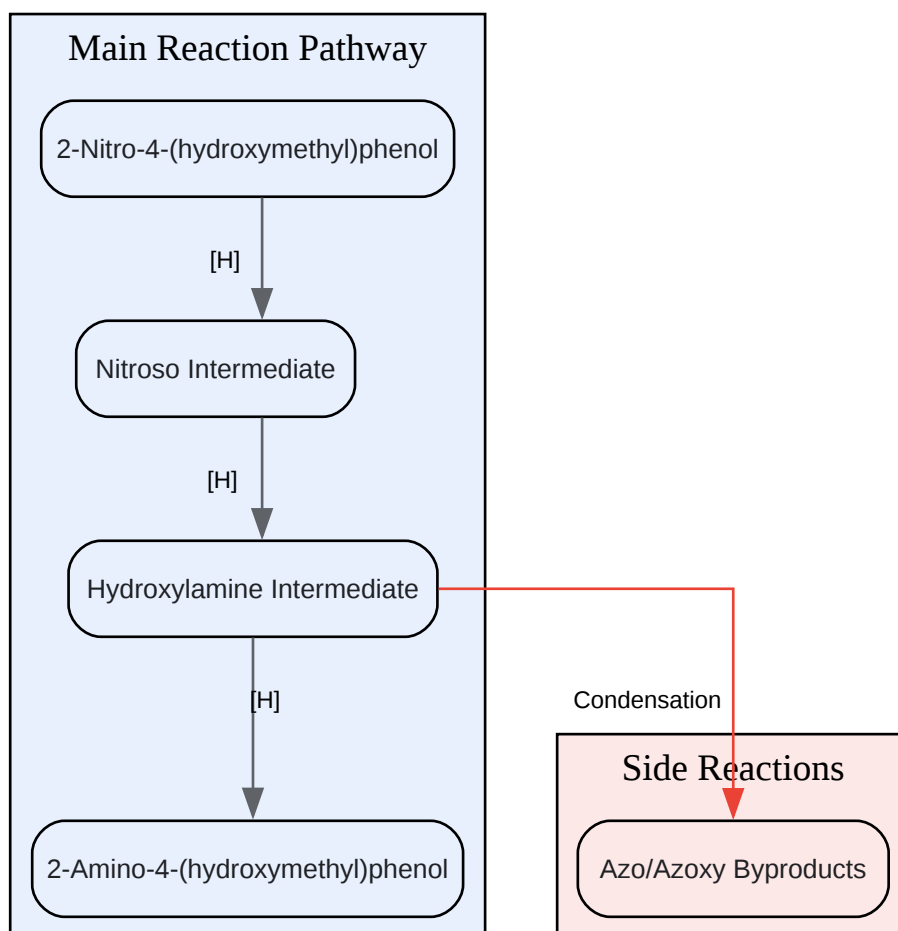 Main Reaction Pathway
2-Nitro-4-(hydroxymethyl)phenol
[H]
Nitroso Intermediate
[H]
Hydroxylamine Intermediate
[H]
Condensation
Side Reactions
2-Amino-4-(hydroxymethyl)phenol
Azo/Azoxy Byproducts